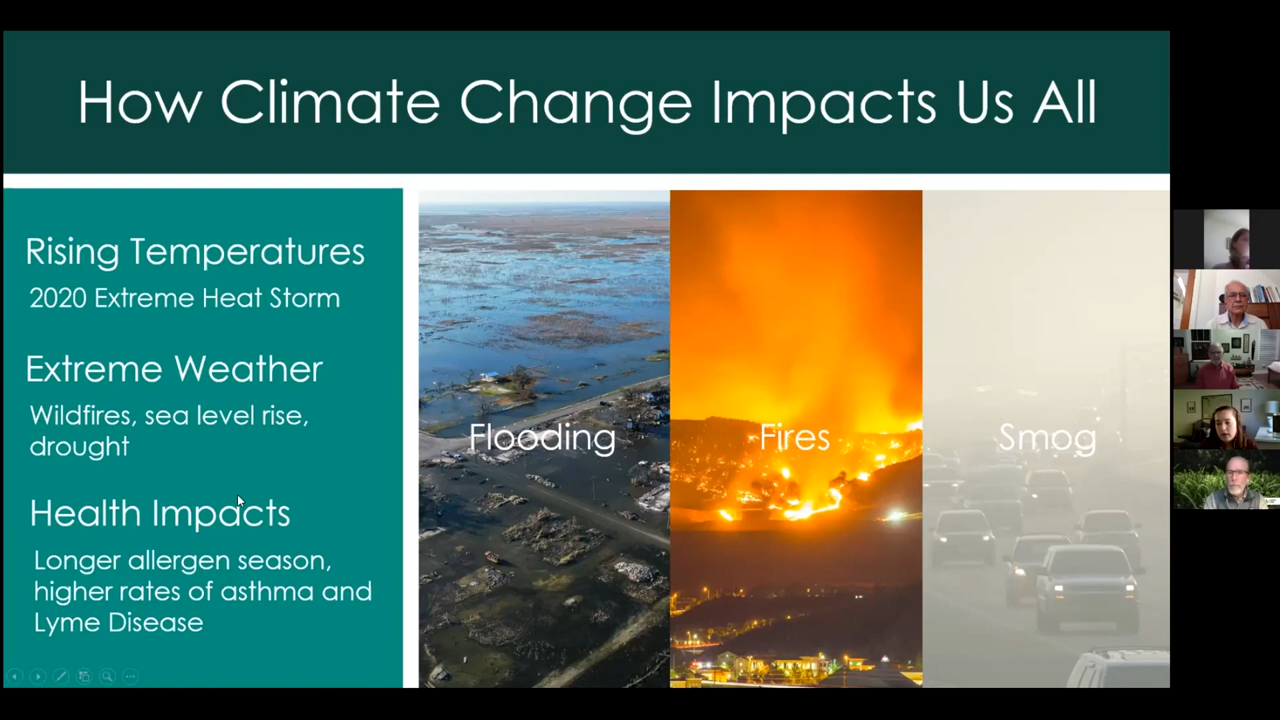 How Climate Change Impacts Us All
Rising Temperatures
2020 Extreme Heat Storm
Extreme Weather
Wildfires, sea level rise,
drought
Health Impacts
Longer allergen season,
higher rates of asthma and
Lyme Disease
Flooding
Fires
Smog